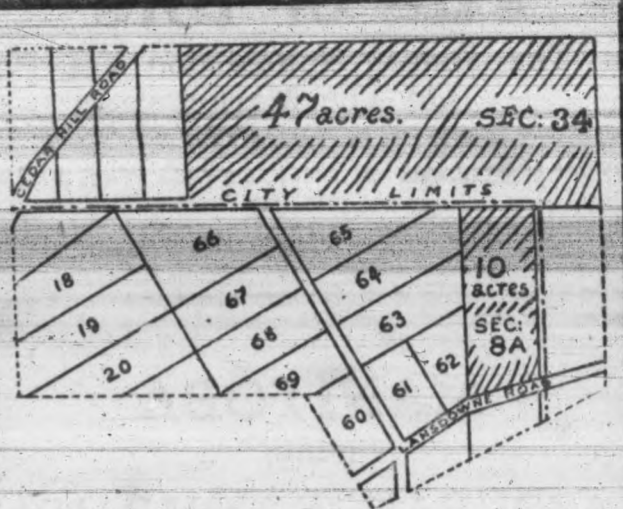 CEDAR HILL ROAD
47 acres.
SEC: 34
CITY LIMITS
66
65
18
67
64
10
acres
SEC:
8A
19
68
63
20
69
62
61
60
LANSDOWNE ROAD